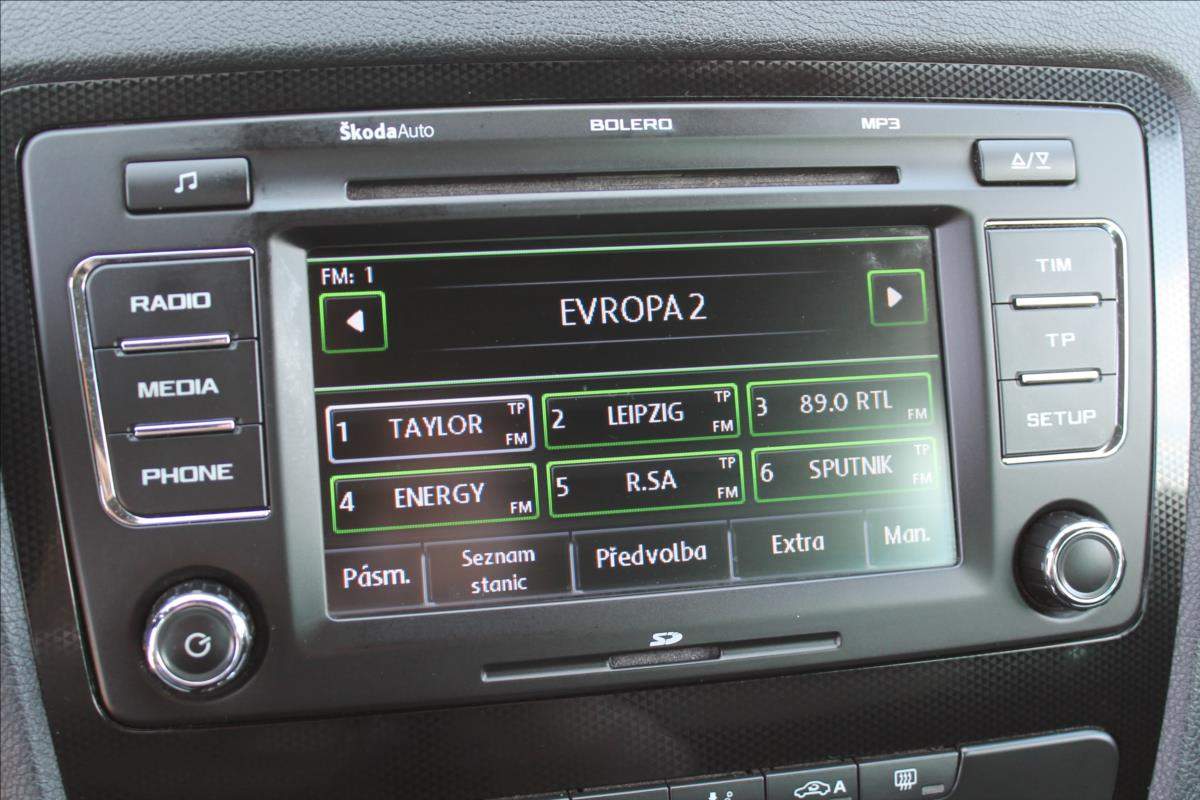 ŠkodaAuto BOLERO MP3
RADIO
MEDIA
PHONE
FM: 1
EVROPA 2
1 TAYLOR TP FM
2 LEIPZIG TP FM
3 89.0 RTL FM
4 ENERGY FM
5 R.SA TP FM
6 SPUTNIK TP FM
Pásm.
Seznam
stanic
Předvolba
Extra
Man.
TIM
TP
SETUP
SD
A